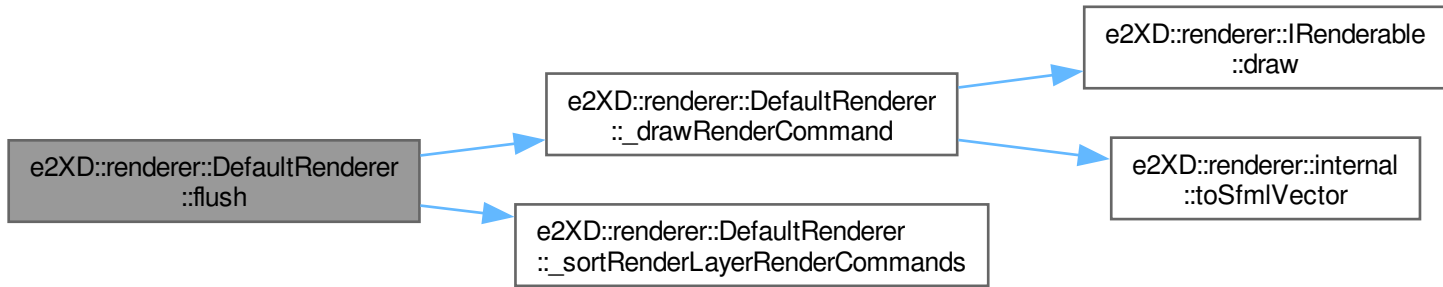 e2XD::renderer::DefaultRenderer
::flush
e2XD::renderer::DefaultRenderer
::_drawRenderCommand
e2XD::renderer::IRenderable
::draw
e2XD::renderer::internal
::toSfmlVector
e2XD::renderer::DefaultRenderer
::_sortRenderLayerRenderCommands